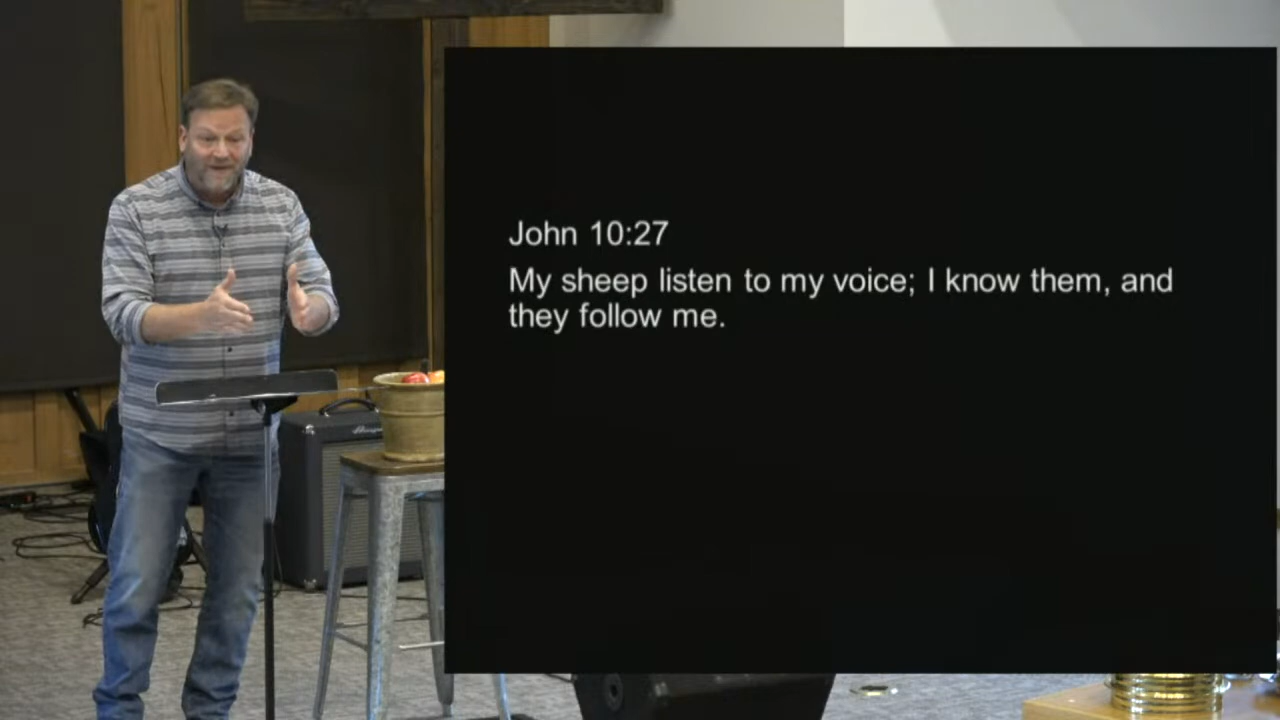 John 10:27
My sheep listen to my voice; I know them, and
they follow me.